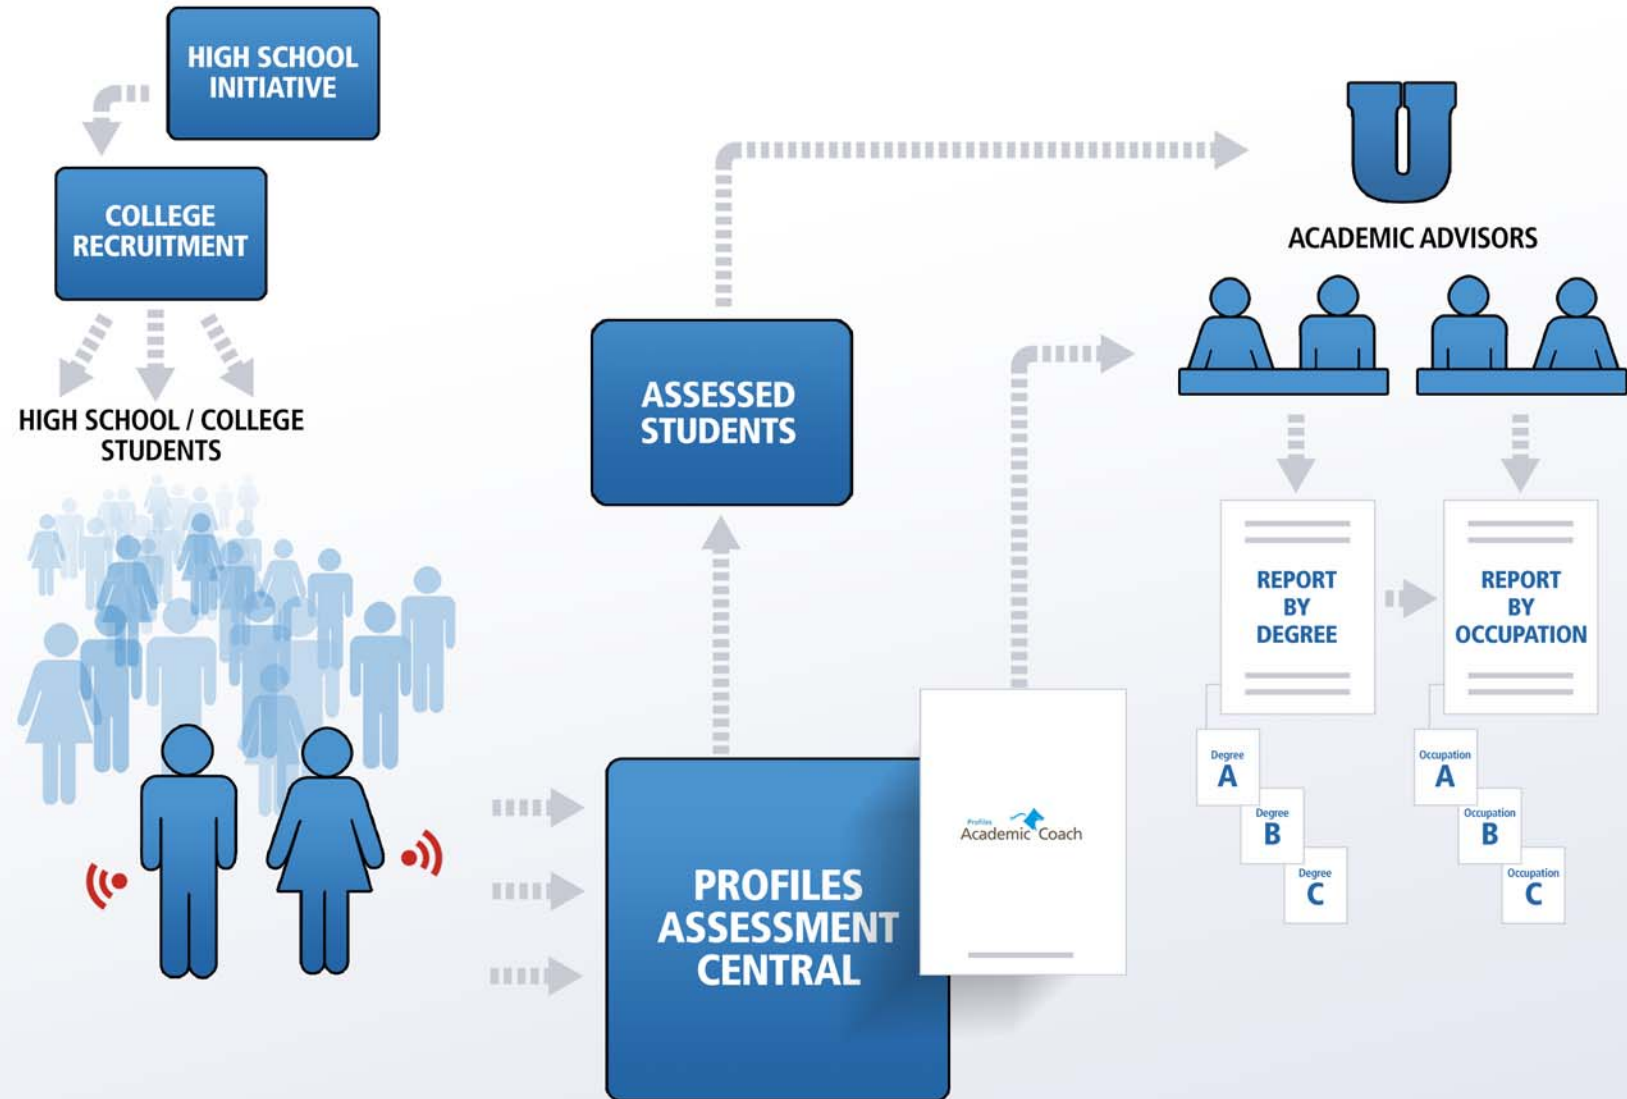 HIGH SCHOOL
INITIATIVE
COLLEGE
RECRUITMENT
HIGH SCHOOL / COLLEGE
STUDENTS
ASSESSED
STUDENTS
PROFILES
ASSESSMENT
CENTRAL
Profiles
Academic Coach
U
ACADEMIC ADVISORS
REPORT
BY
DEGREE
REPORT
BY
OCCUPATION
Degree
A
Degree
B
Degree
C
Occupation
A
Occupation
B
Occupation
C